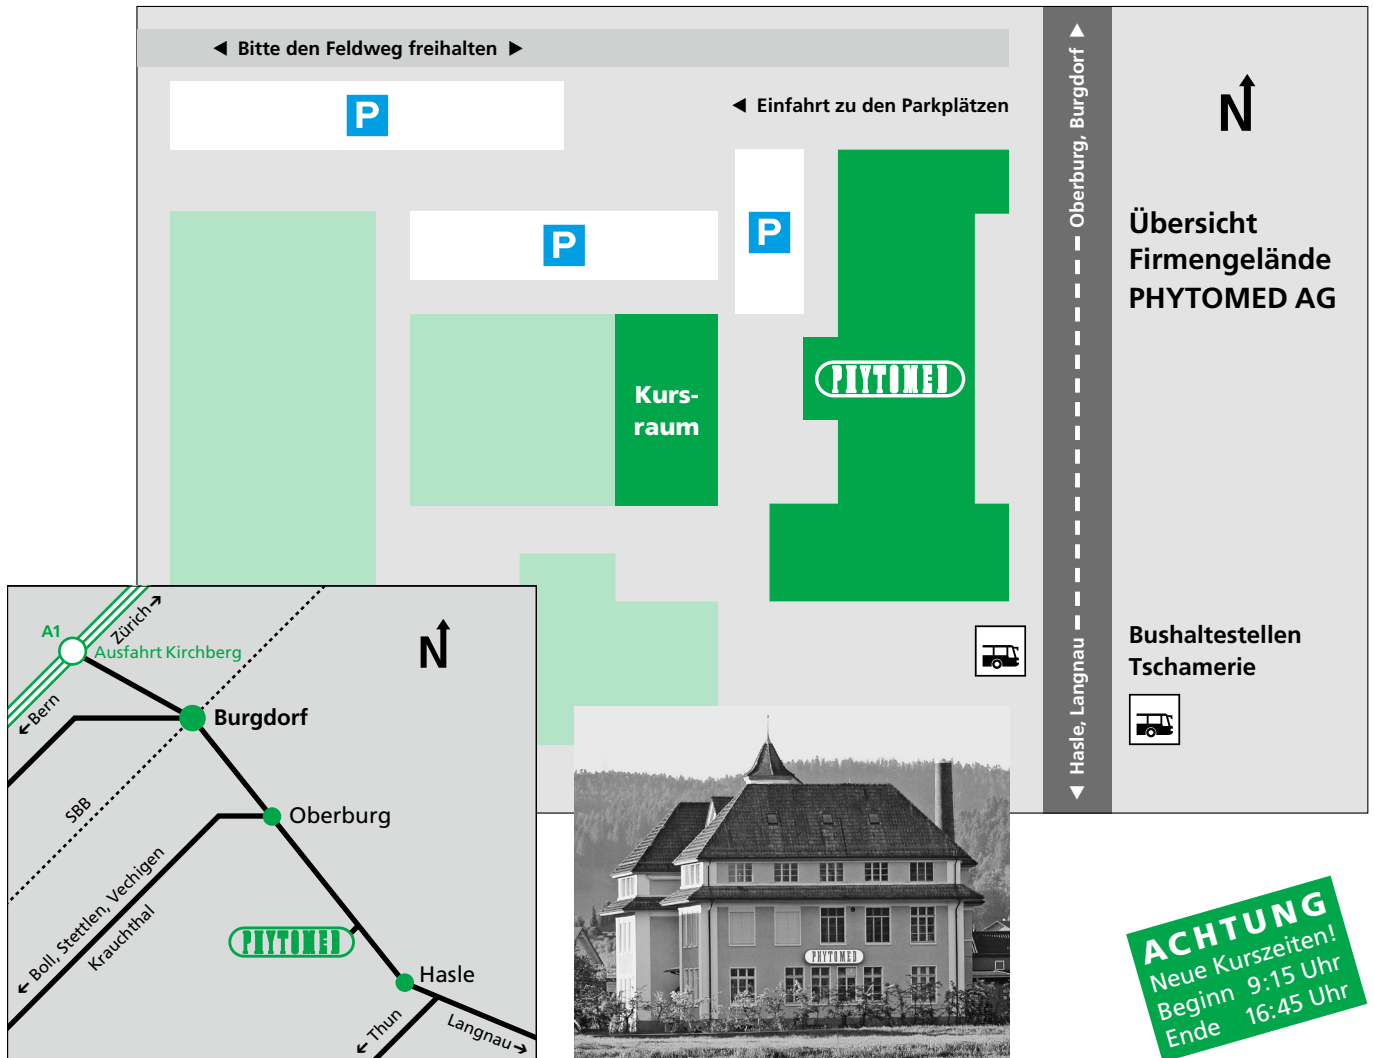 ◄ Bitte den Feldweg freihalten ►
P
◄ Einfahrt zu den Parkplätzen
P
P
PHYTOMED
Kurs-
raum
◄ Hasle, Langnau
Oberburg, Burgdorf ►
N
Übersicht
Firmengelände
PHYTOMED AG
Bushaltestellen
Tschamerie
A1
Zürich→
Ausfahrt Kirchberg
N
←Bern
Burgdorf
SBB
Oberburg
← Boll, Stettlen, Vechigen
Krauchthal
PHYTOMED
Hasle
←Thun
Langnau→
PHYTOMED
ACHTUNG
Neue Kurszeiten!
Beginn 9:15 Uhr
Ende 16:45 Uhr